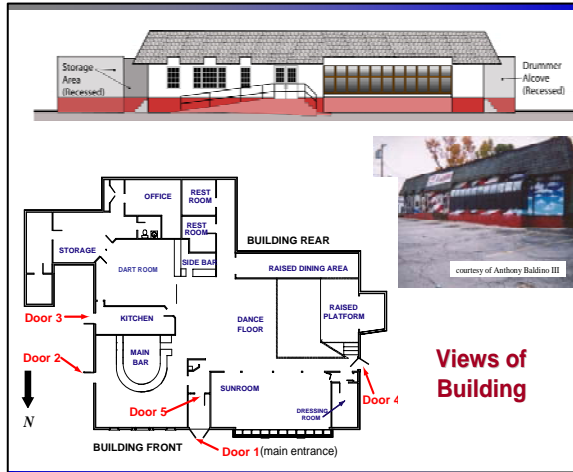 Storage
Area
(Recessed)
Drummer
Alcove
(Recessed)
OFFICE
REST
ROOM
REST
ROOM
BUILDING REAR
STORAGE
DART ROOM
SIDE BAR
RAISED DINING AREA
courtesy of Anthony Baldino III
Door 3
KITCHEN
DANCE
FLOOR
RAISED
PLATFORM
MAIN
BAR
Door 2
Views of
Building
SUNROOM
Door 4
Door 5
DRESSING
ROOM
N
BUILDING FRONT
Door 1 (main entrance)